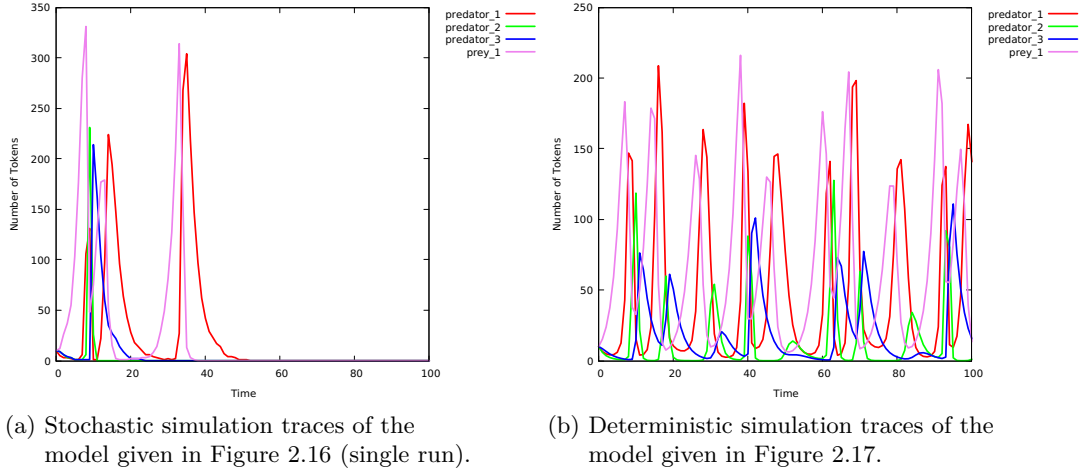 350
300
250
200
150
100
50
0
Number of Tokens
0
20
40
60
80
100
Time
predator_1
predator_2
predator_3
prey_1
250
200
150
100
50
0
Number of Tokens
0
20
40
60
80
100
Time
predator_1
predator_2
predator_3
prey_1
(a) Stochastic simulation traces of the
model given in Figure 2.16 (single run).
(b) Deterministic simulation traces of the
model given in Figure 2.17.